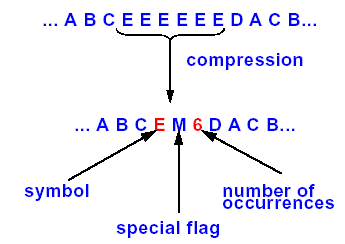 ... A B C E E E E E E D A C B...
compression
... A B C E M 6 D A C B...
symbol
number of
occurrences
special flag